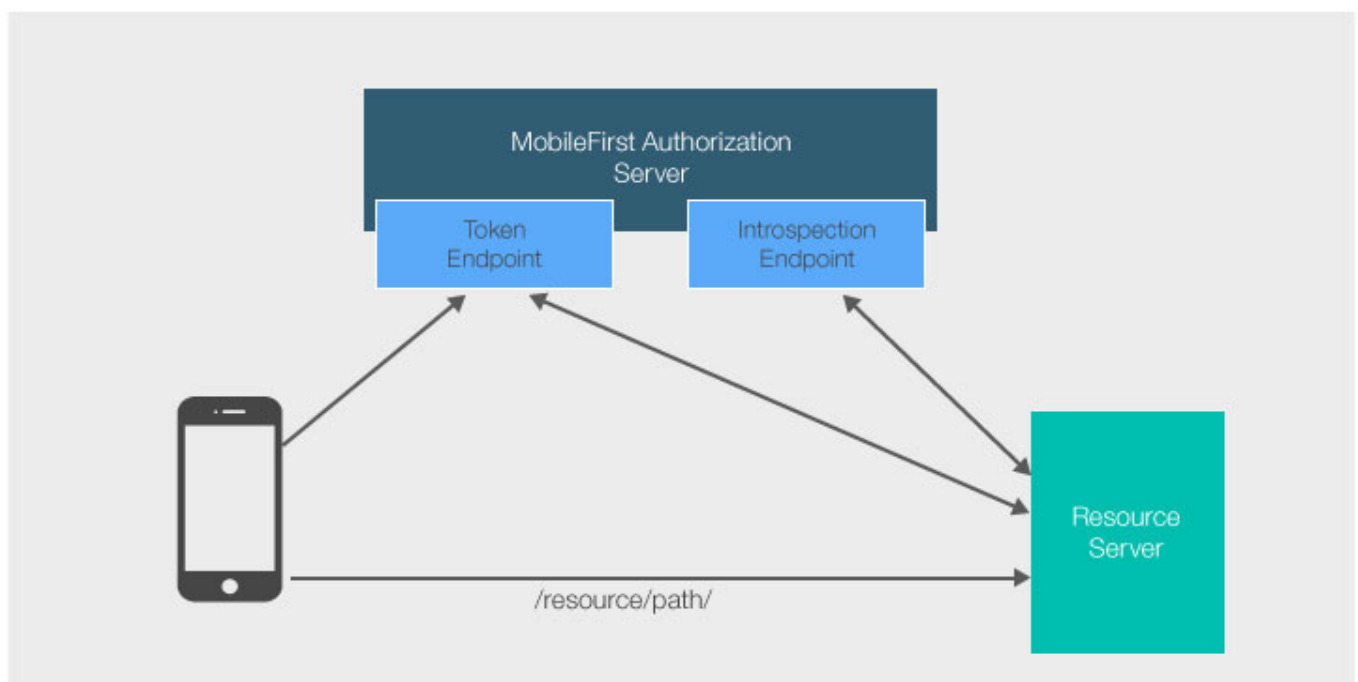 MobileFirst Authorization
Server
Token
Endpoint
Introspection
Endpoint
Resource
Server
/resource/path/